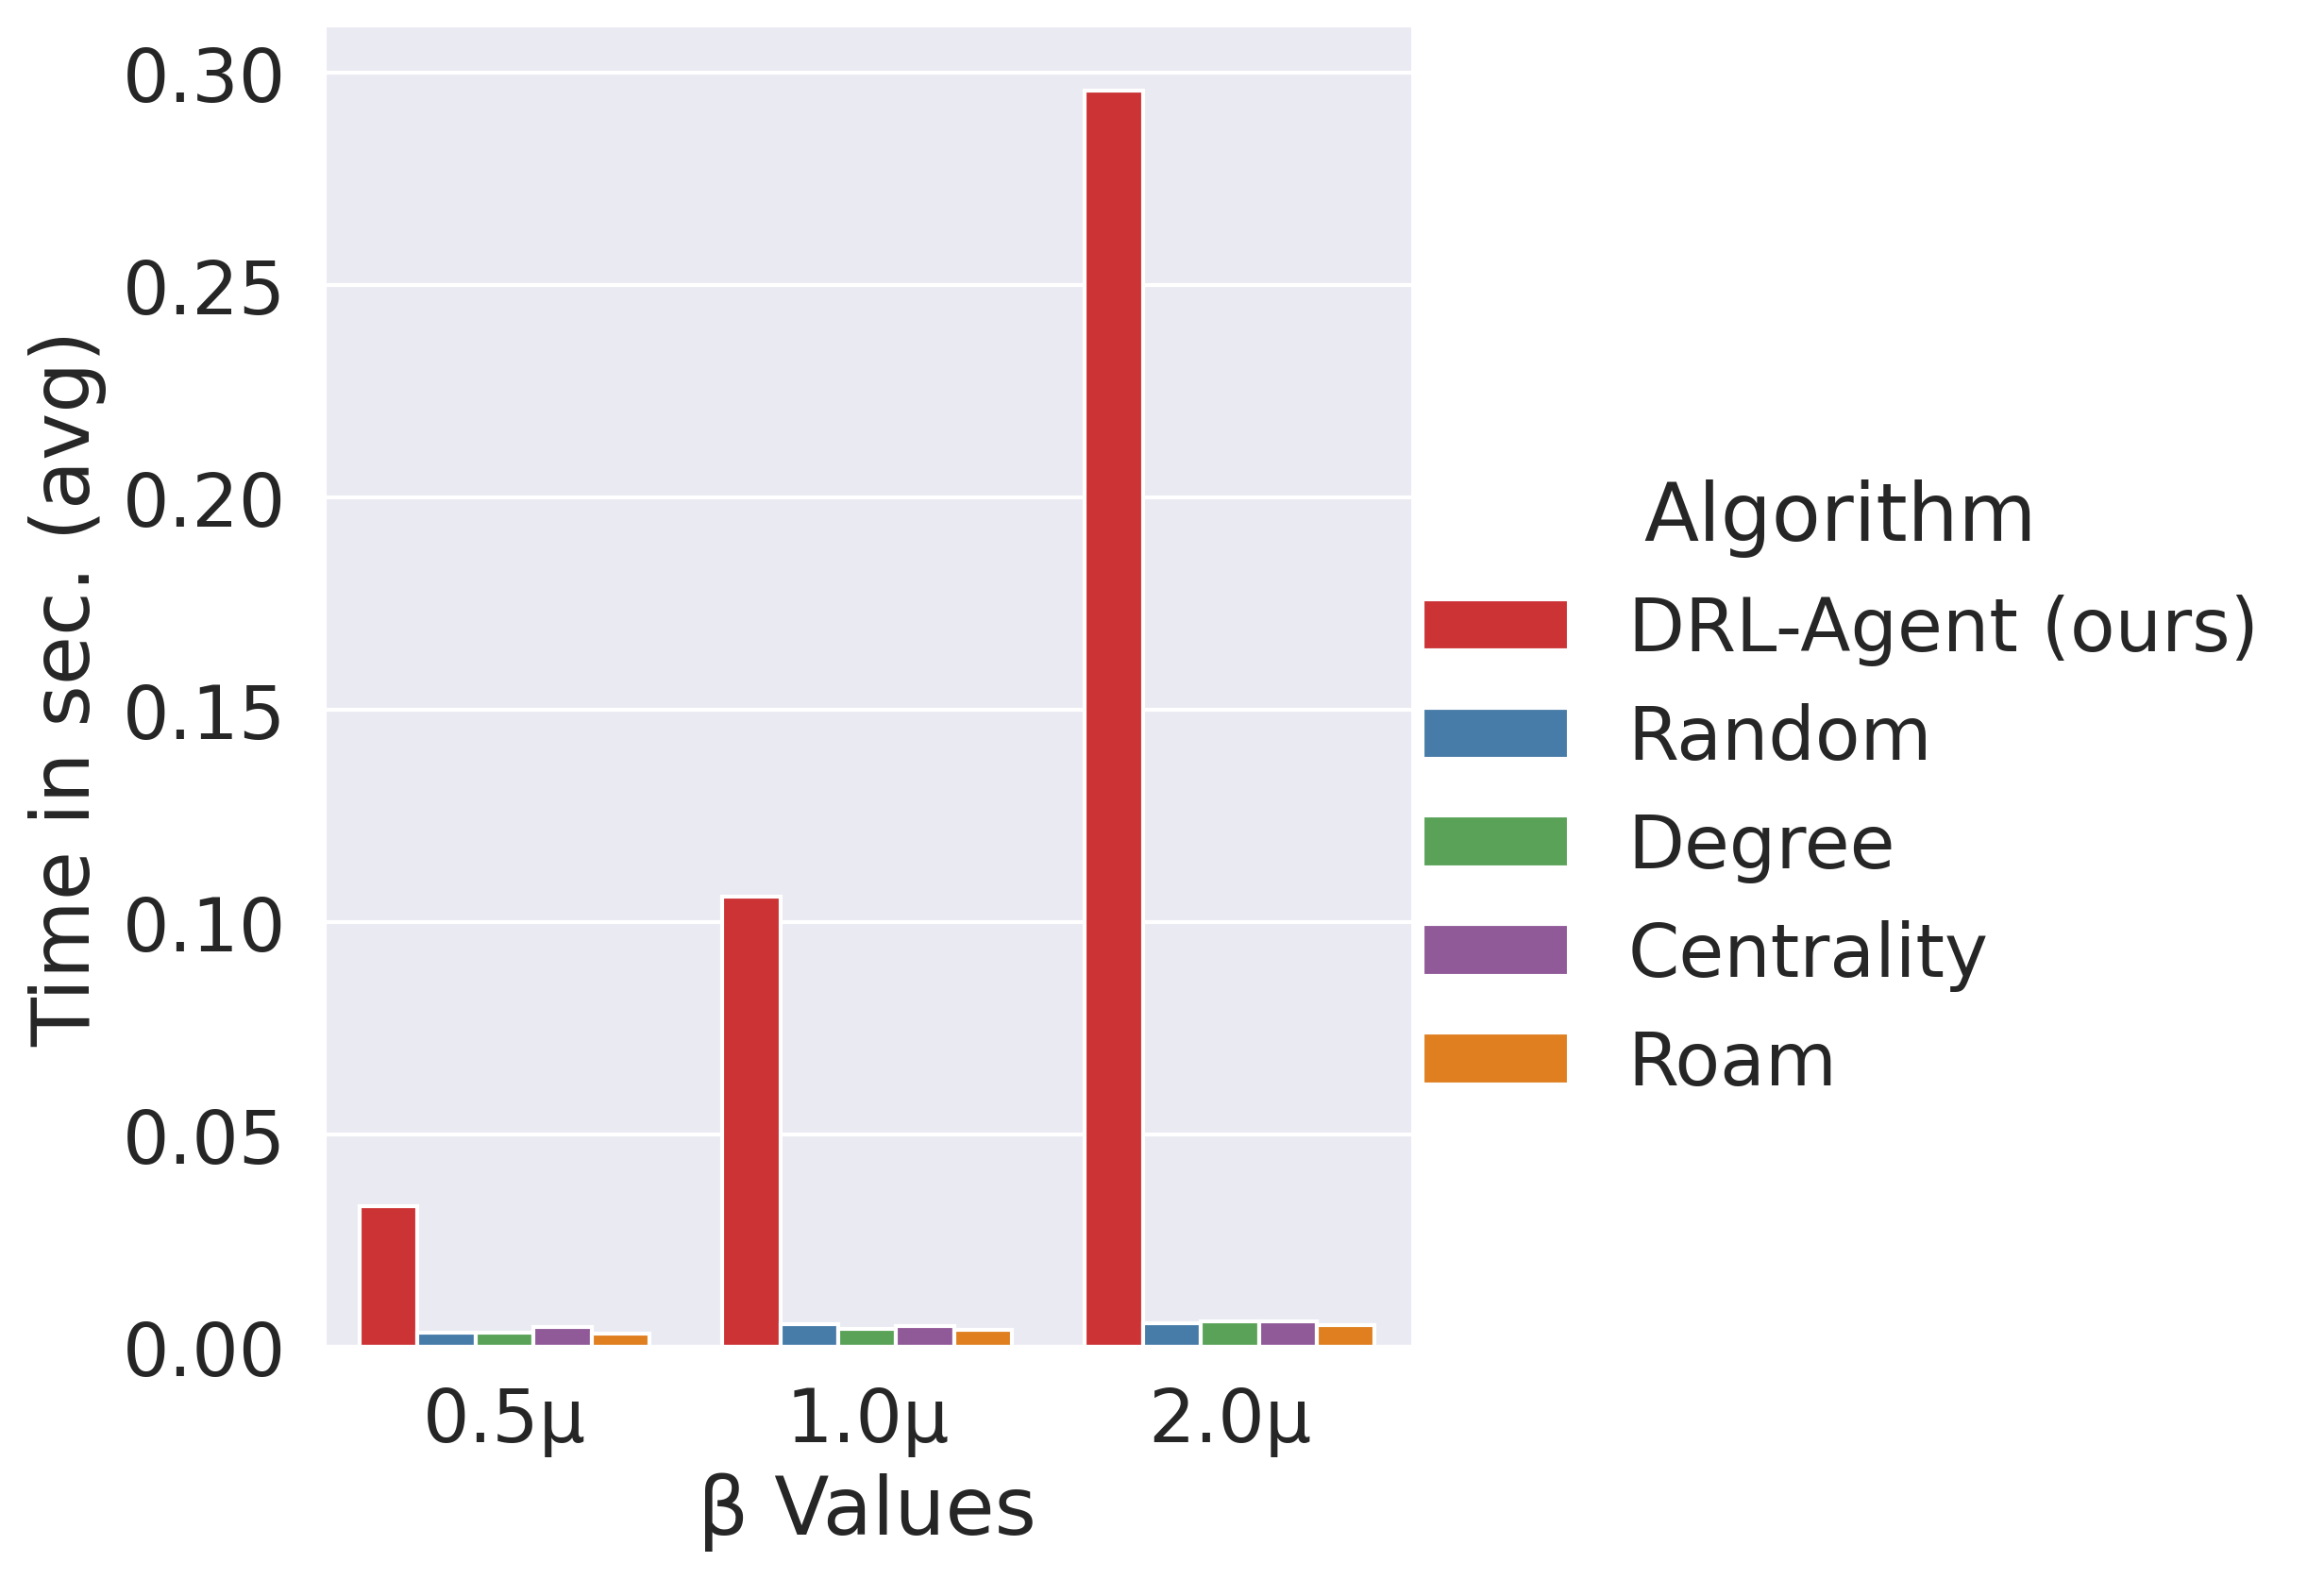 Time in sec. (avg)
0.30
0.25
0.20
0.15
0.10
0.05
0.00
0.5μ
1.0μ
2.0μ
β Values
Algorithm
DRL-Agent (ours)
Random
Degree
Centrality
Roam